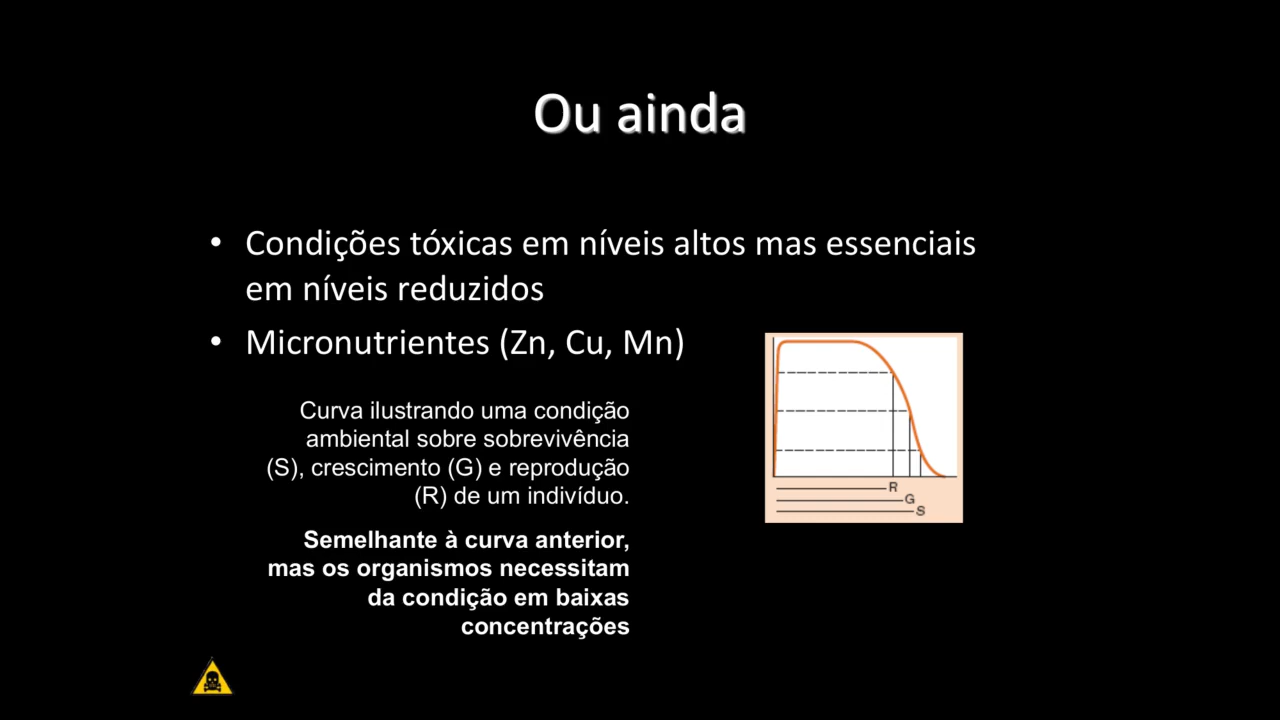 Ou ainda
• Condições tóxicas em níveis altos mas essenciais
em níveis reduzidos
• Micronutrientes (Zn, Cu, Mn)
Curva ilustrando uma condição
ambiental sobre sobrevivência
(S), crescimento (G) e reprodução
(R) de um indivíduo.
Semelhante à curva anterior,
mas os organismos necessitam
da condição em baixas
concentrações
R
G
S